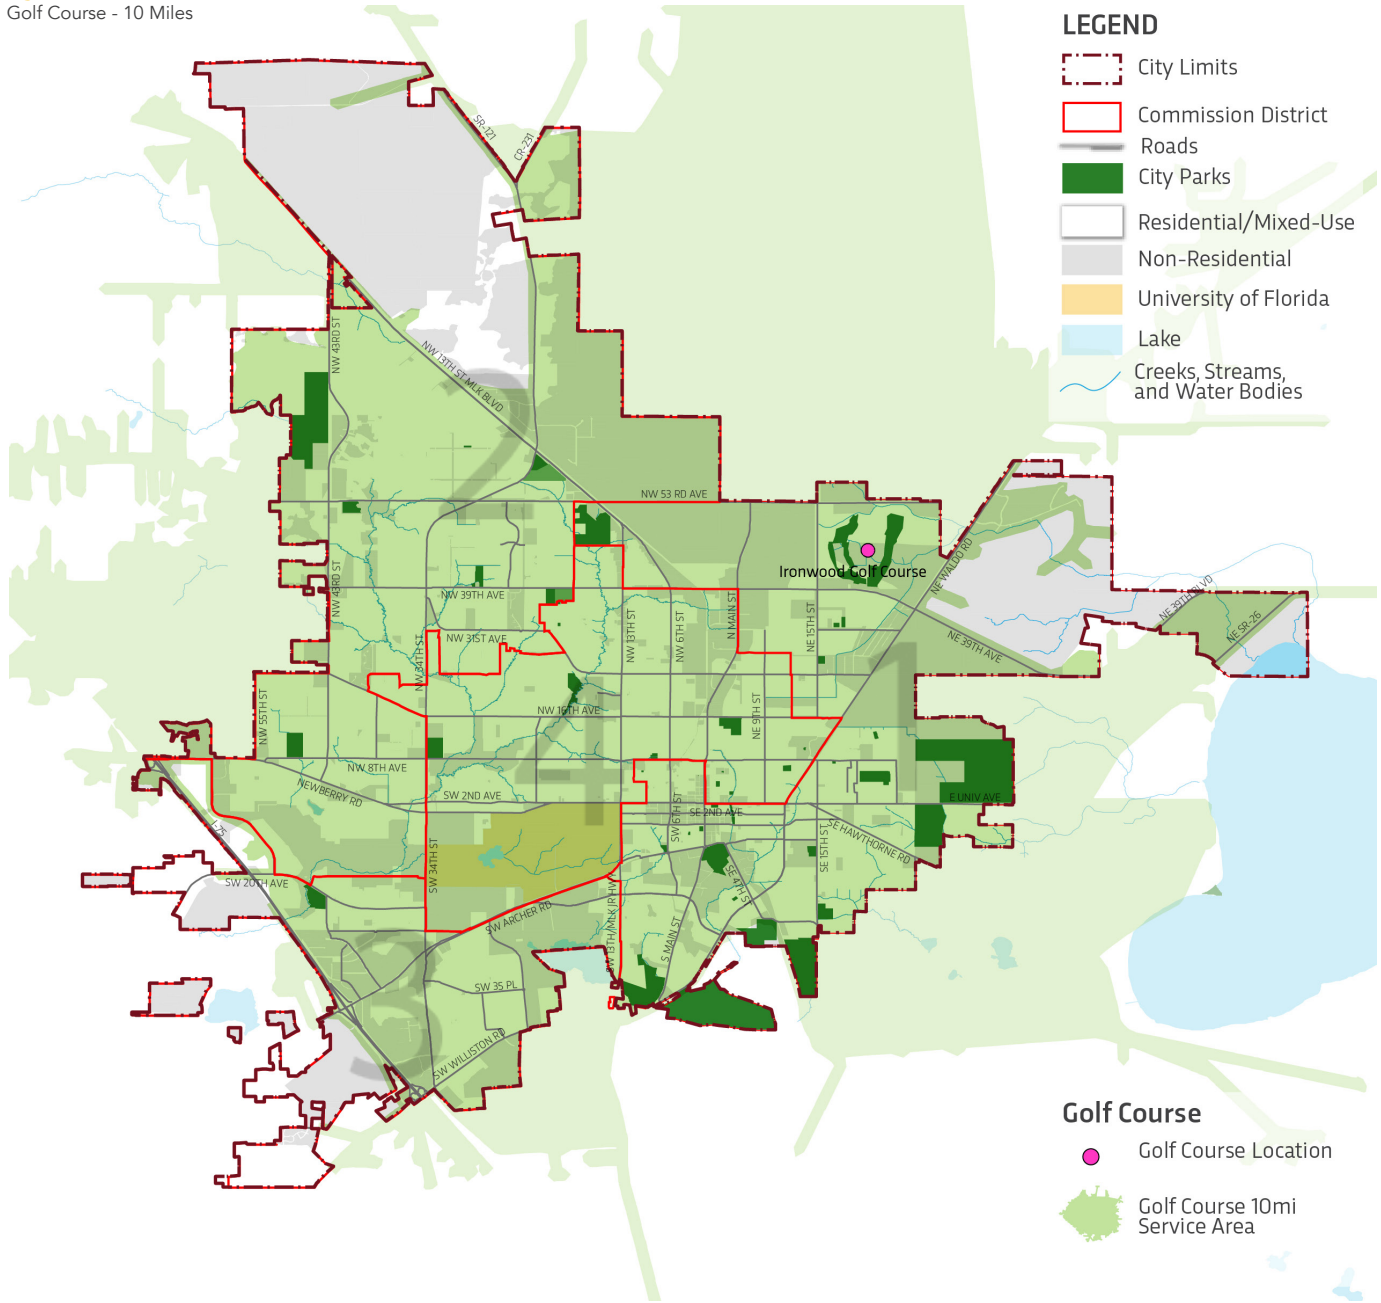 Golf Course - 10 Miles
LEGEND
City Limits
Commission District
Roads
City Parks
Residential/Mixed-Use
Non-Residential
University of Florida
Lake
Creeks, Streams,
and Water Bodies
SR-121
CR-231
NW 43RD ST
NW 13TH ST MLK BLVD
2
NW 53 RD AVE
Ironwood Golf Course
NE WALDO RD
NE 39TH BLVD
NE SR-26
NE 39TH AVE
NW 43RD ST
NW 39TH AVE
NW 31ST AVE
NW 34TH ST
NW 13TH ST
NW 6TH ST
N MAIN ST
NE 15TH ST
1
NW 55TH ST
NW 16TH AVE
NE 9TH ST
4
NW 8TH AVE
NEWBERRY RD
SW 2ND AVE
SE 2ND AVE
E UNIV AVE
I-75
SW 34TH ST
SW 6TH ST
SE 15TH ST
SE HAWTHORNE RD
SW 20TH AVE
SE 4TH ST
SW ARCHER RD
SW 13TH/MLK JR HWY
S MAIN ST
3
SW 35 PL
SW WILLISTON RD
Golf Course
Golf Course Location
Golf Course 10mi
Service Area